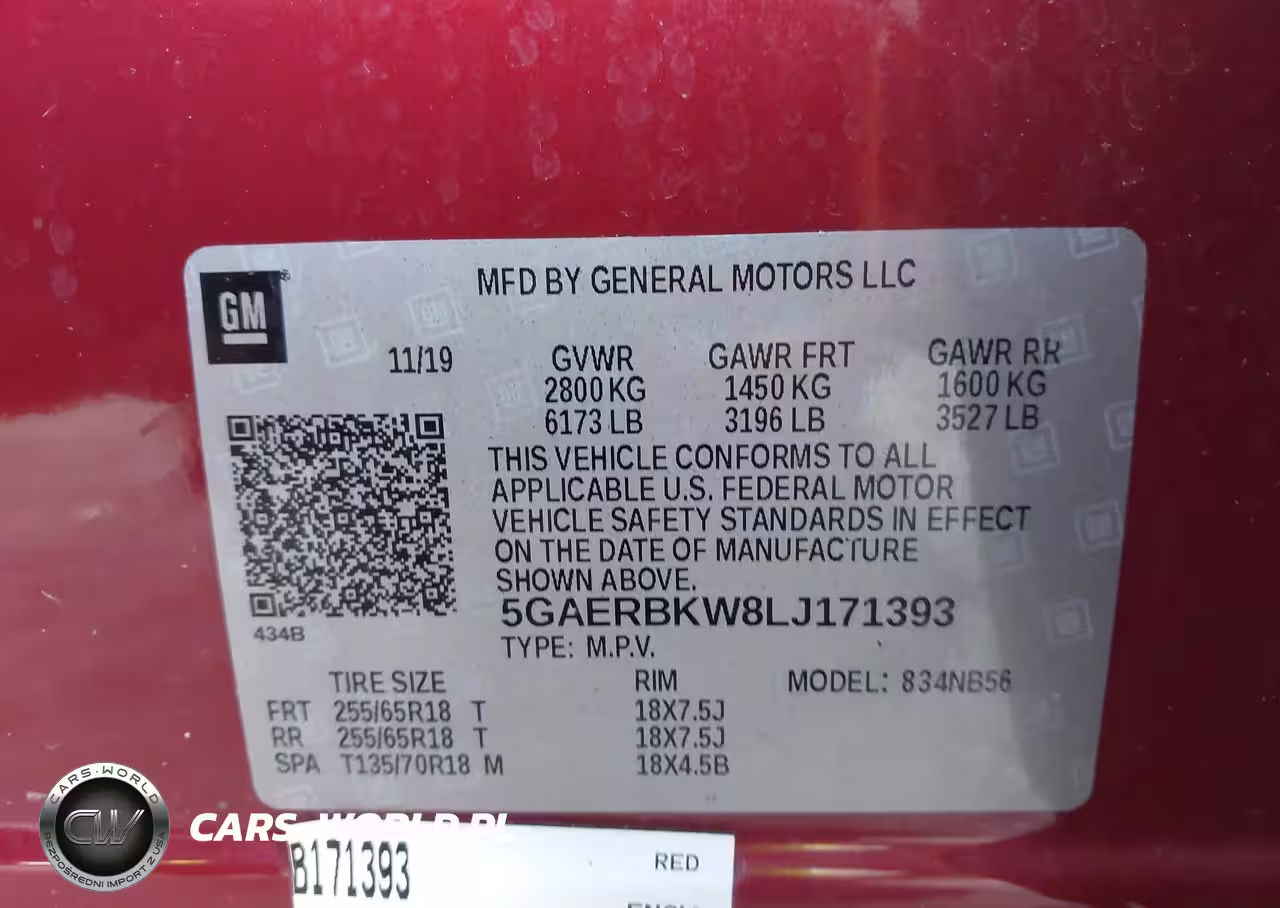 MFD BY GENERAL MOTORS LLC
GM
11/19 GVWR GAWR FRT GAWR RR
2800 KG 1450 KG 1600 KG
6173 LB 3196 LB 3527 LB
THIS VEHICLE CONFORMS TO ALL
APPLICABLE U.S. FEDERAL MOTOR
VEHICLE SAFETY STANDARDS IN EFFECT
ON THE DATE OF MANUFACTURE
SHOWN ABOVE.
5GAERBKW8LJ171393
434B
TYPE: M.P.V.
TIRE SIZE RIM MODEL: 834NB56
FRT 255/65R18 T 18X7.5J
RR 255/65R18 T 18X7.5J
SPA T135/70R18 M 18X4.5B
CARS-WORLD
CW
BEZPOŚREDNI IMPORT Z USA
CARS-WORLD.PL
B171393 RED